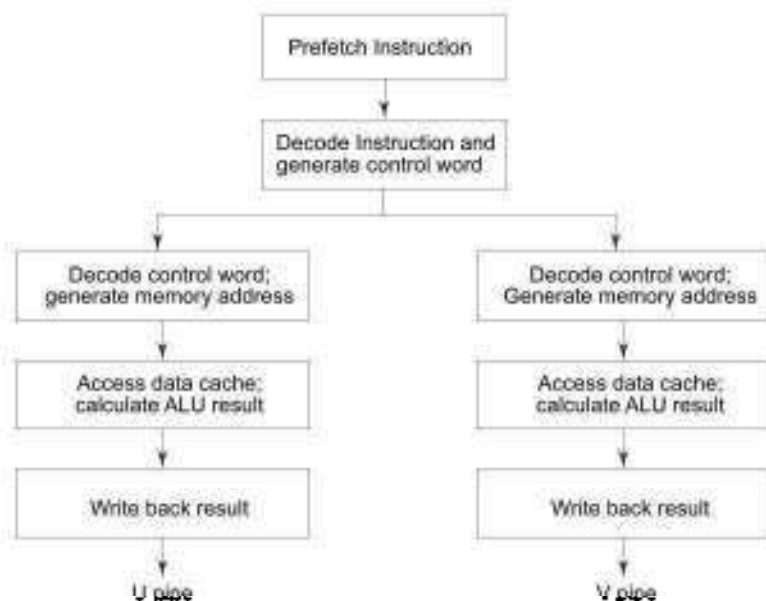 Prefetch Instruction
Decode Instruction and
generate control word
Decode control word;
generate memory address
Decode control word;
Generate memory address
Access data cache;
calculate ALU result
Access data cache;
calculate ALU result
Write back result
Write back result
U pipe
V pipe